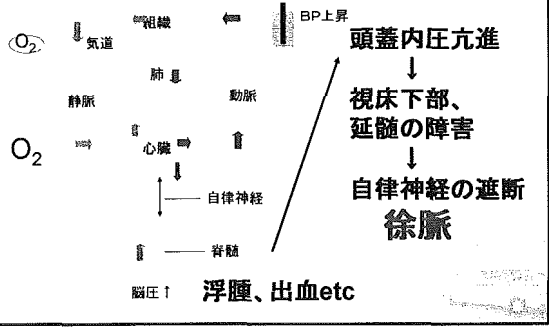 BP上昇
組織
O₂
気道
肺
静脈
動脈
O₂
心臓
自律神経
脊髄
脳圧↑
浮腫、出血etc
頭蓋内圧亢進
↓
視床下部、
延髄の障害
↓
自律神経の遮断
徐脈